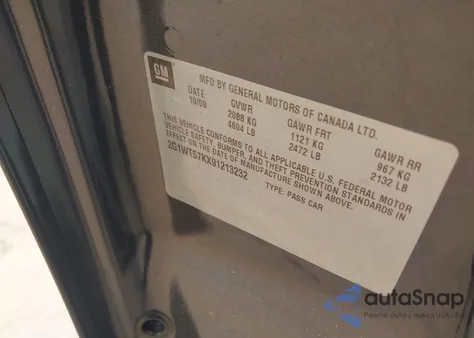 GM
MFD BY GENERAL MOTORS OF CANADA LTD.
DATE GVWR GAWR FRT GAWR RR
10/08 2088 KG 1121 KG 967 KG
4604 LB 2472 LB 2132 LB
THIS VEHICLE CONFORMS TO ALL APPLICABLE U.S. FEDERAL MOTOR
VEHICLE SAFETY, BUMPER, AND THEFT PREVENTION STANDARDS IN
EFFECT ON THE DATE OF MANUFACTURE SHOWN ABOVE.
2G1WT57KX91213232 TYPE: PASS CAR
autaSnap